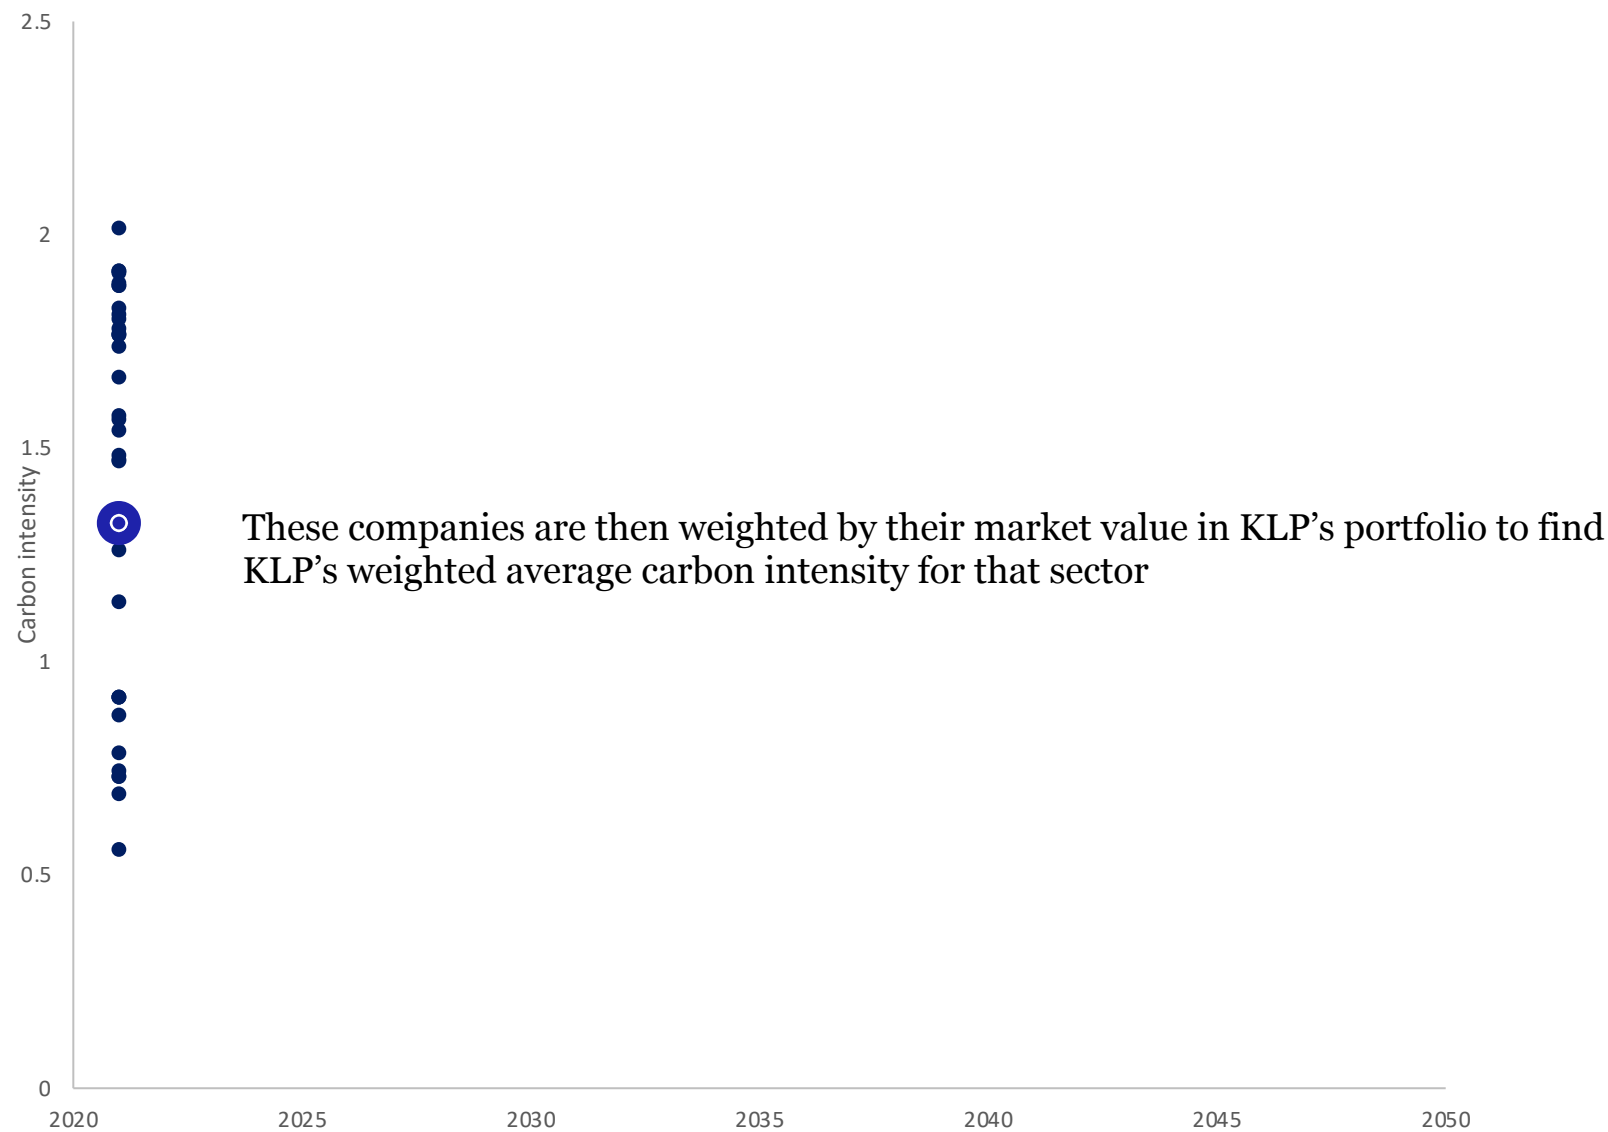 2.5
2
1.5
1
0.5
0
Carbon intensity
These companies are then weighted by their market value in KLP’s portfolio to find
KLP’s weighted average carbon intensity for that sector
2020 2025 2030 2035 2040 2045 2050